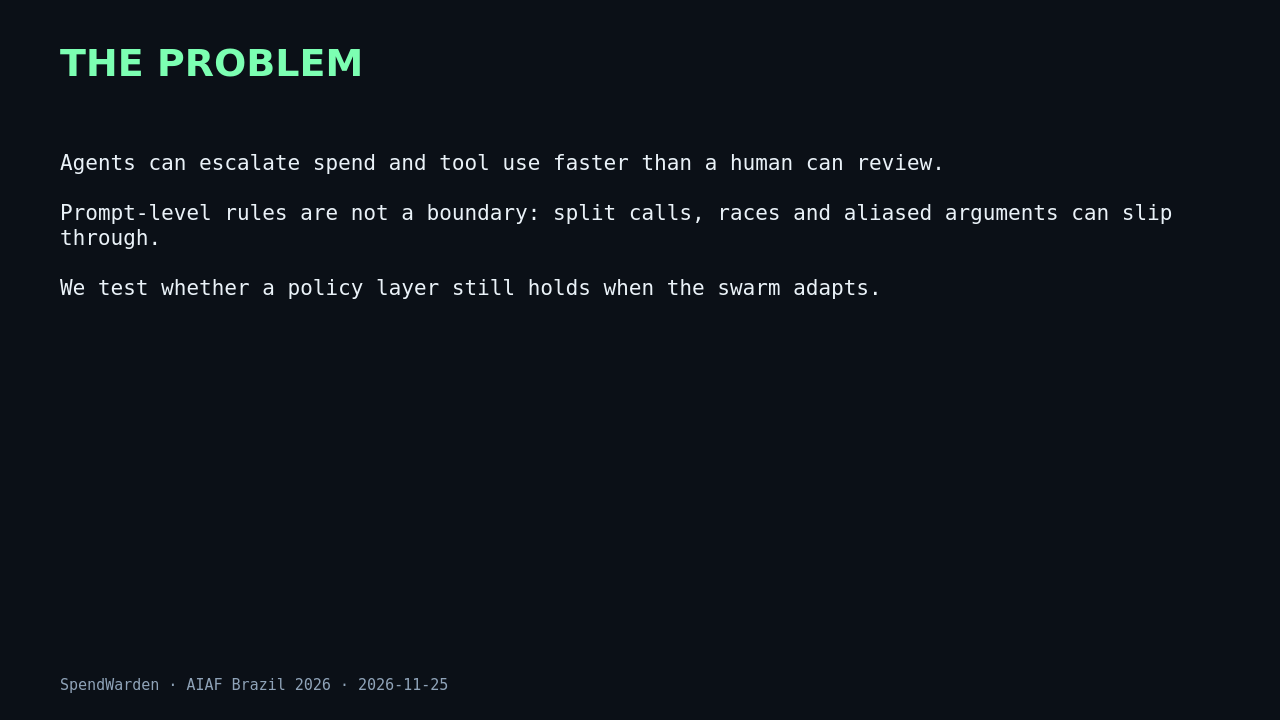 THE PROBLEM
Agents can escalate spend and tool use faster than a human can review.
Prompt-level rules are not a boundary: split calls, races and aliased arguments can slip
through.
We test whether a policy layer still holds when the swarm adapts.
SpendWarden · AIAF Brazil 2026 · 2026-11-25